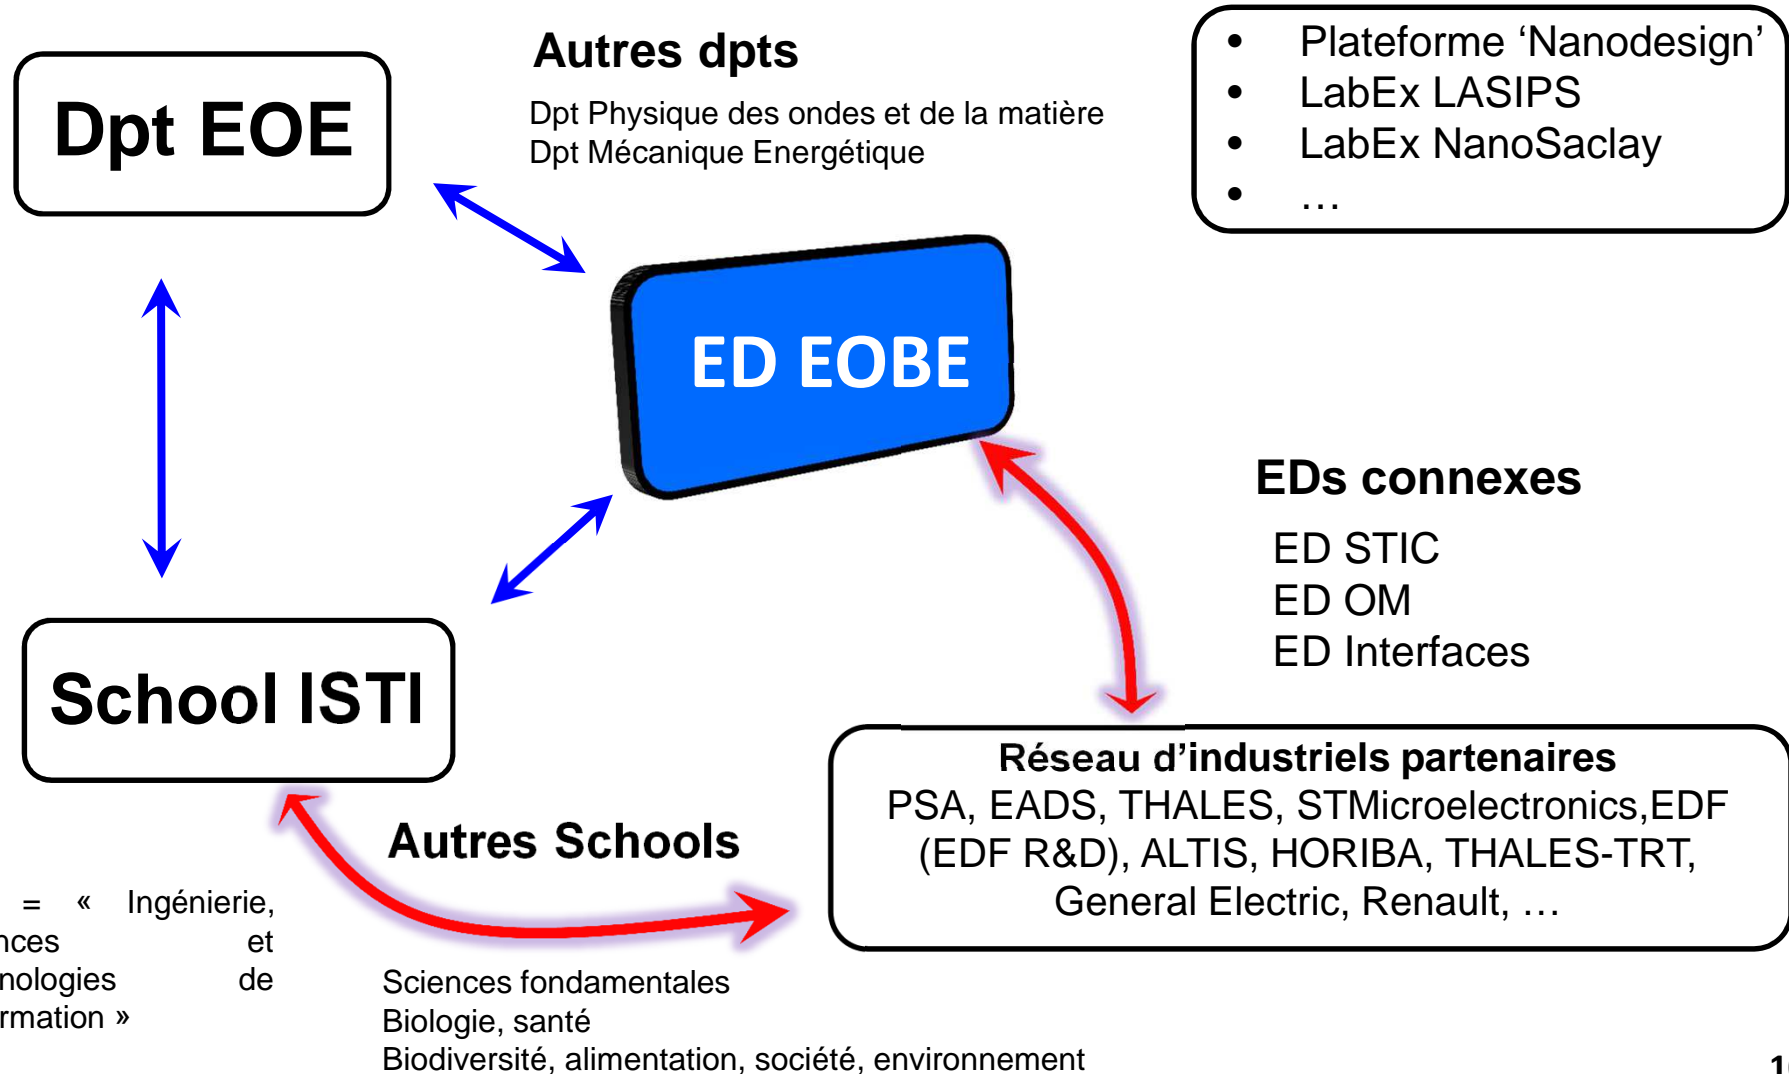 Dpt EOE
Autres dpts
Dpt Physique des ondes et de la matière
Dpt Mécanique Energétique
• Plateforme ‘Nanodesign’
• LabEx LASIPS
• LabEx NanoSaclay
• …
ED EOBE
EDs connexes
ED STIC
ED OM
ED Interfaces
School ISTI
Réseau d’industriels partenaires
PSA, EADS, THALES, STMicroelectronics,EDF
(EDF R&D), ALTIS, HORIBA, THALES-TRT,
General Electric, Renault, …
Autres Schools
= « Ingénierie,
et
de
»
Sciences fondamentales
Biologie, santé
Biodiversité, alimentation, société, environnement